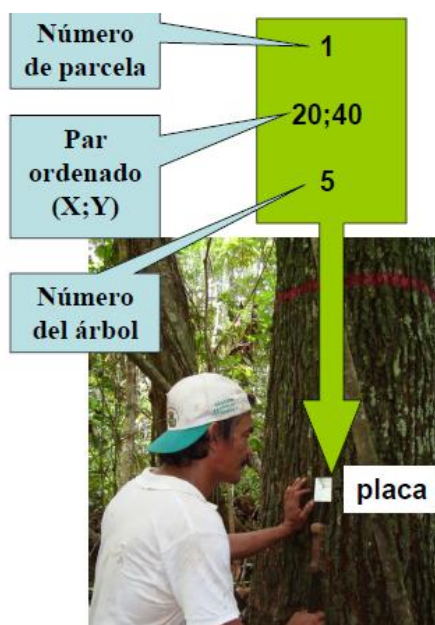 Número
de parcela
1
Par
ordenado
(X;Y)
20;40
5
Número
del árbol
placa